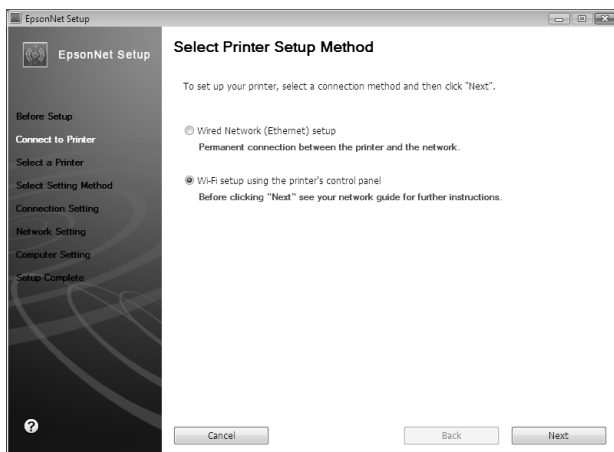 EpsonNet Setup
EpsonNet Setup
Before Setup
Connect to Printer
Select a Printer
Select Setting Method
Connection Setting
Network Setting
Computer Setting
Setup Complete
?
Select Printer Setup Method
To set up your printer, select a connection method and then click "Next".
Wired Network (Ethernet) setup
Permanent connection between the printer and the network.
Wi-Fi setup using the printer's control panel
Before clicking "Next" see your network guide for further instructions.
Cancel
Back
Next